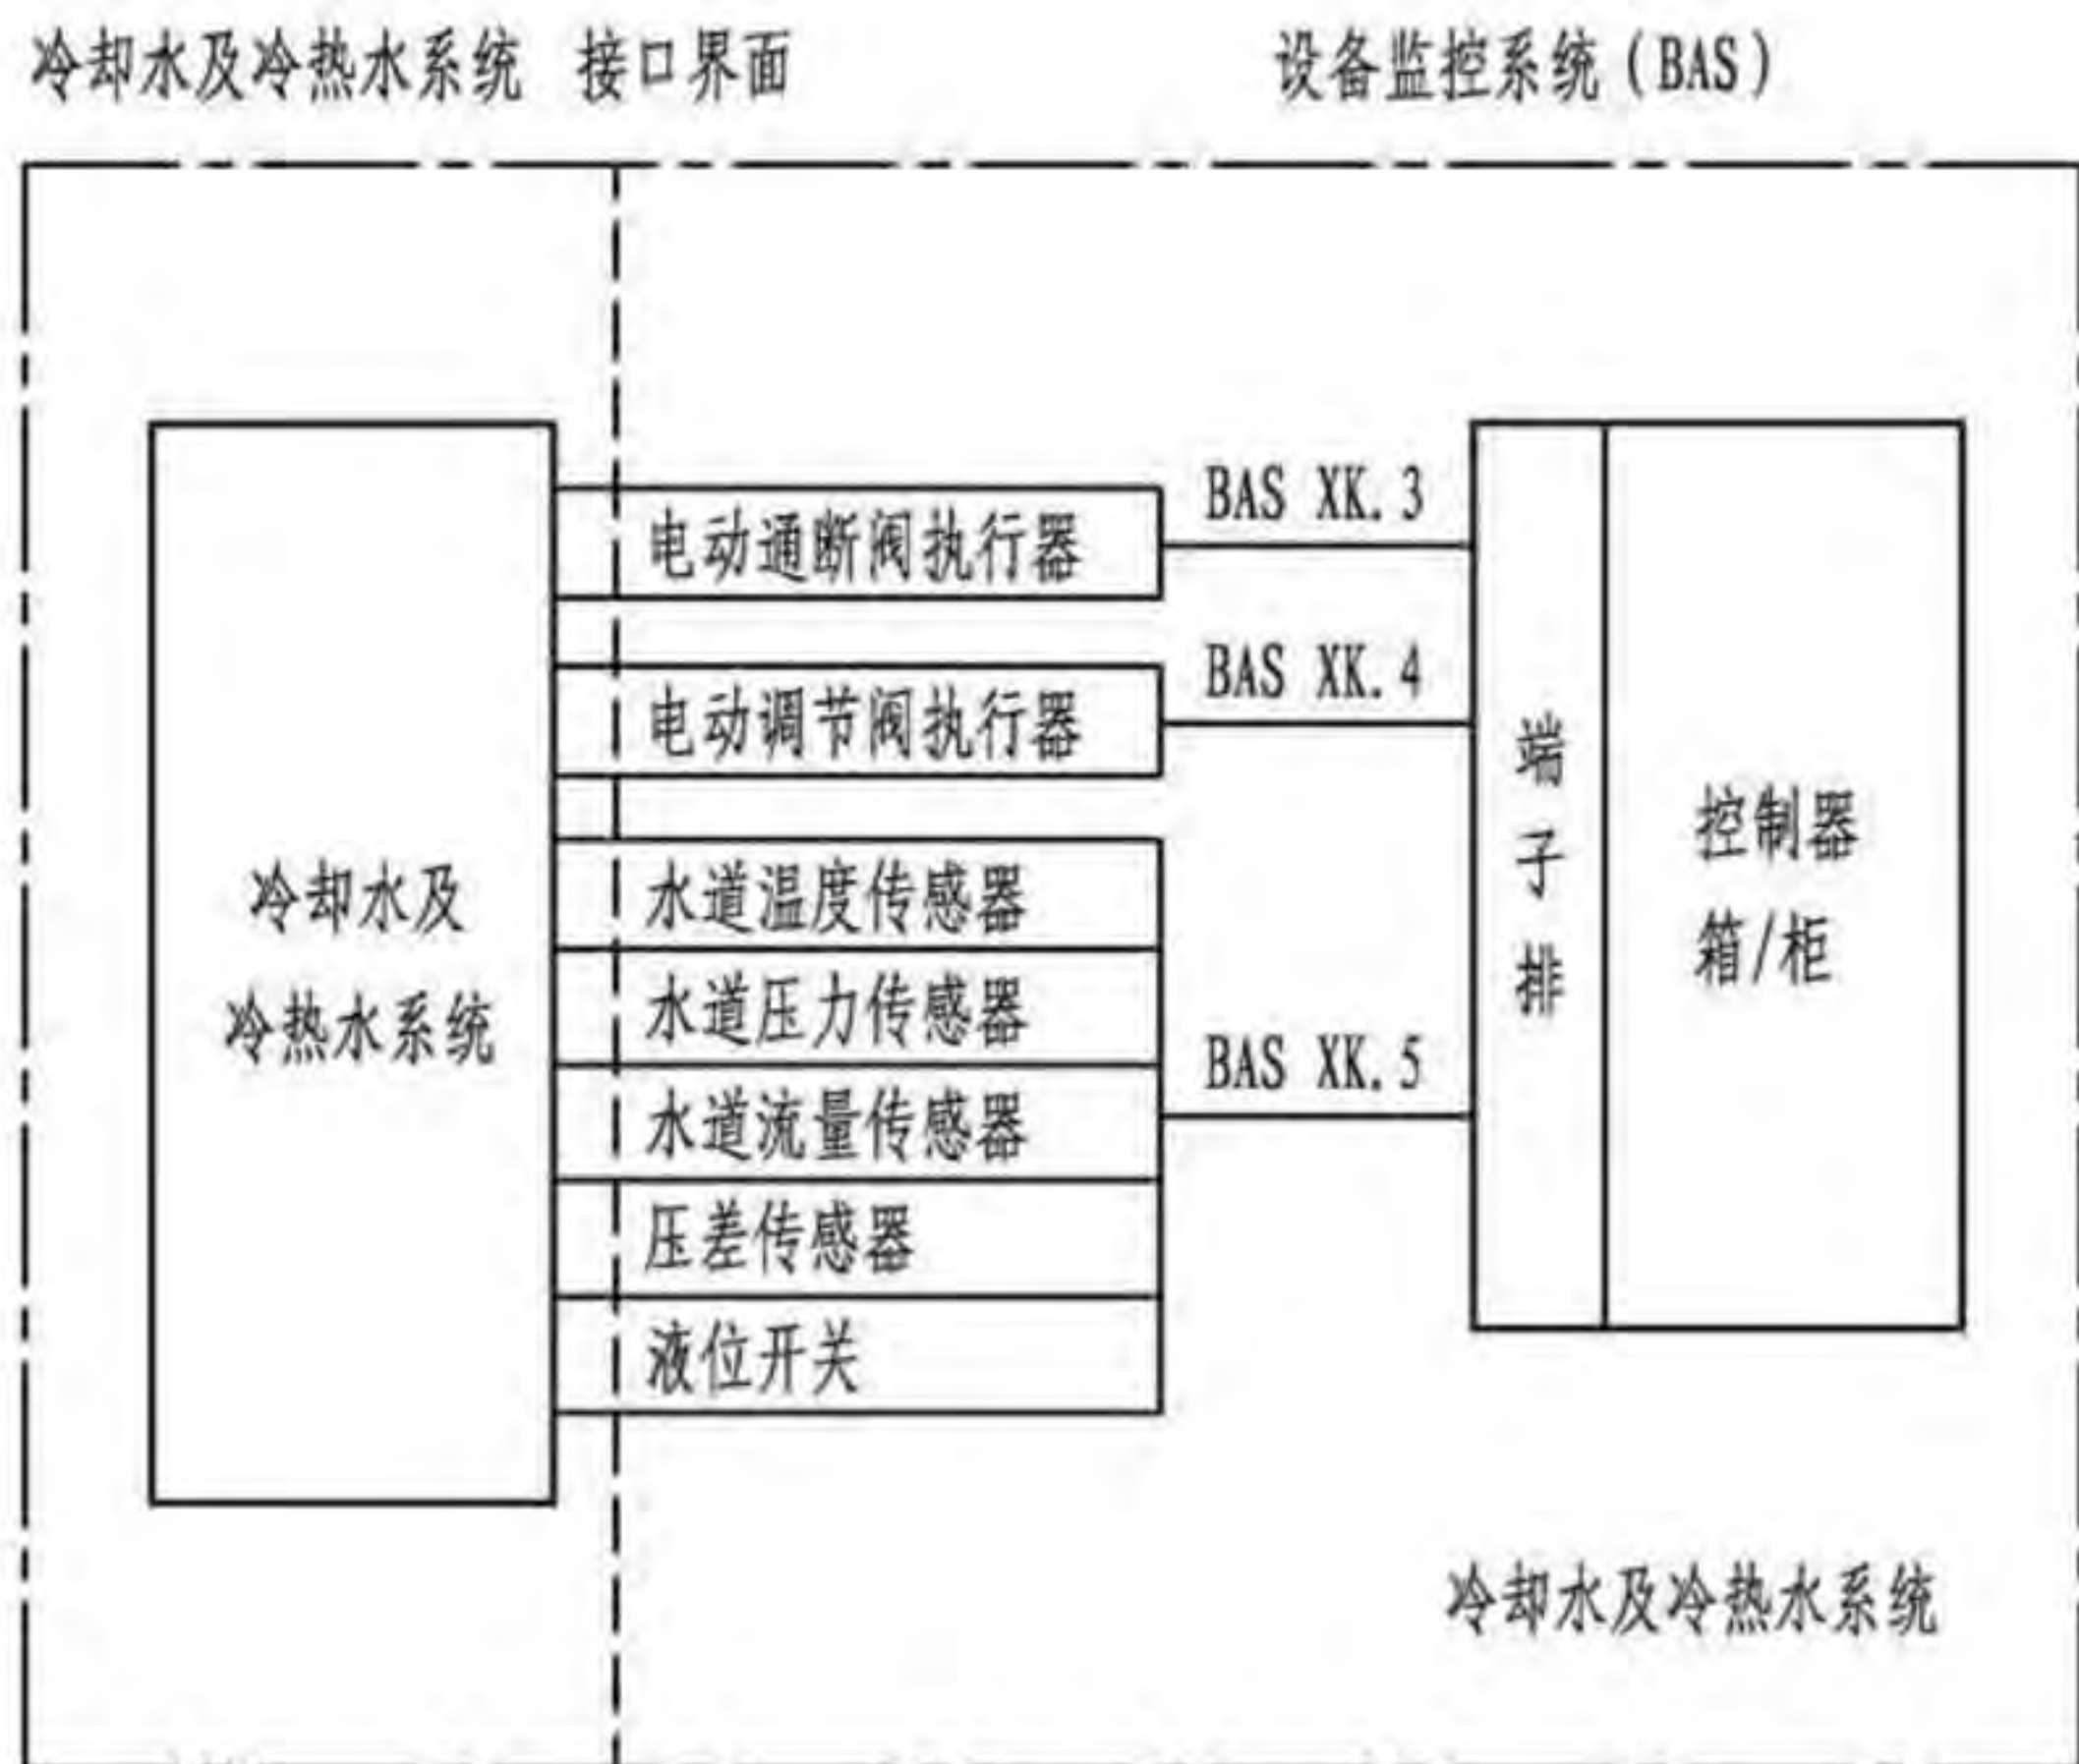 冷却水及冷热水系统 接口界面 设备监控系统(BAS)
电动通断阀执行器
BAS XK.3
电动调节阀执行器
BAS XK.4
冷却水及
冷热水系统
水道温度传感器
水道压力传感器
水道流量传感器
压差传感器
液位开关
BAS XK.5
端
子
排
控制器
箱/柜
冷却水及冷热水系统